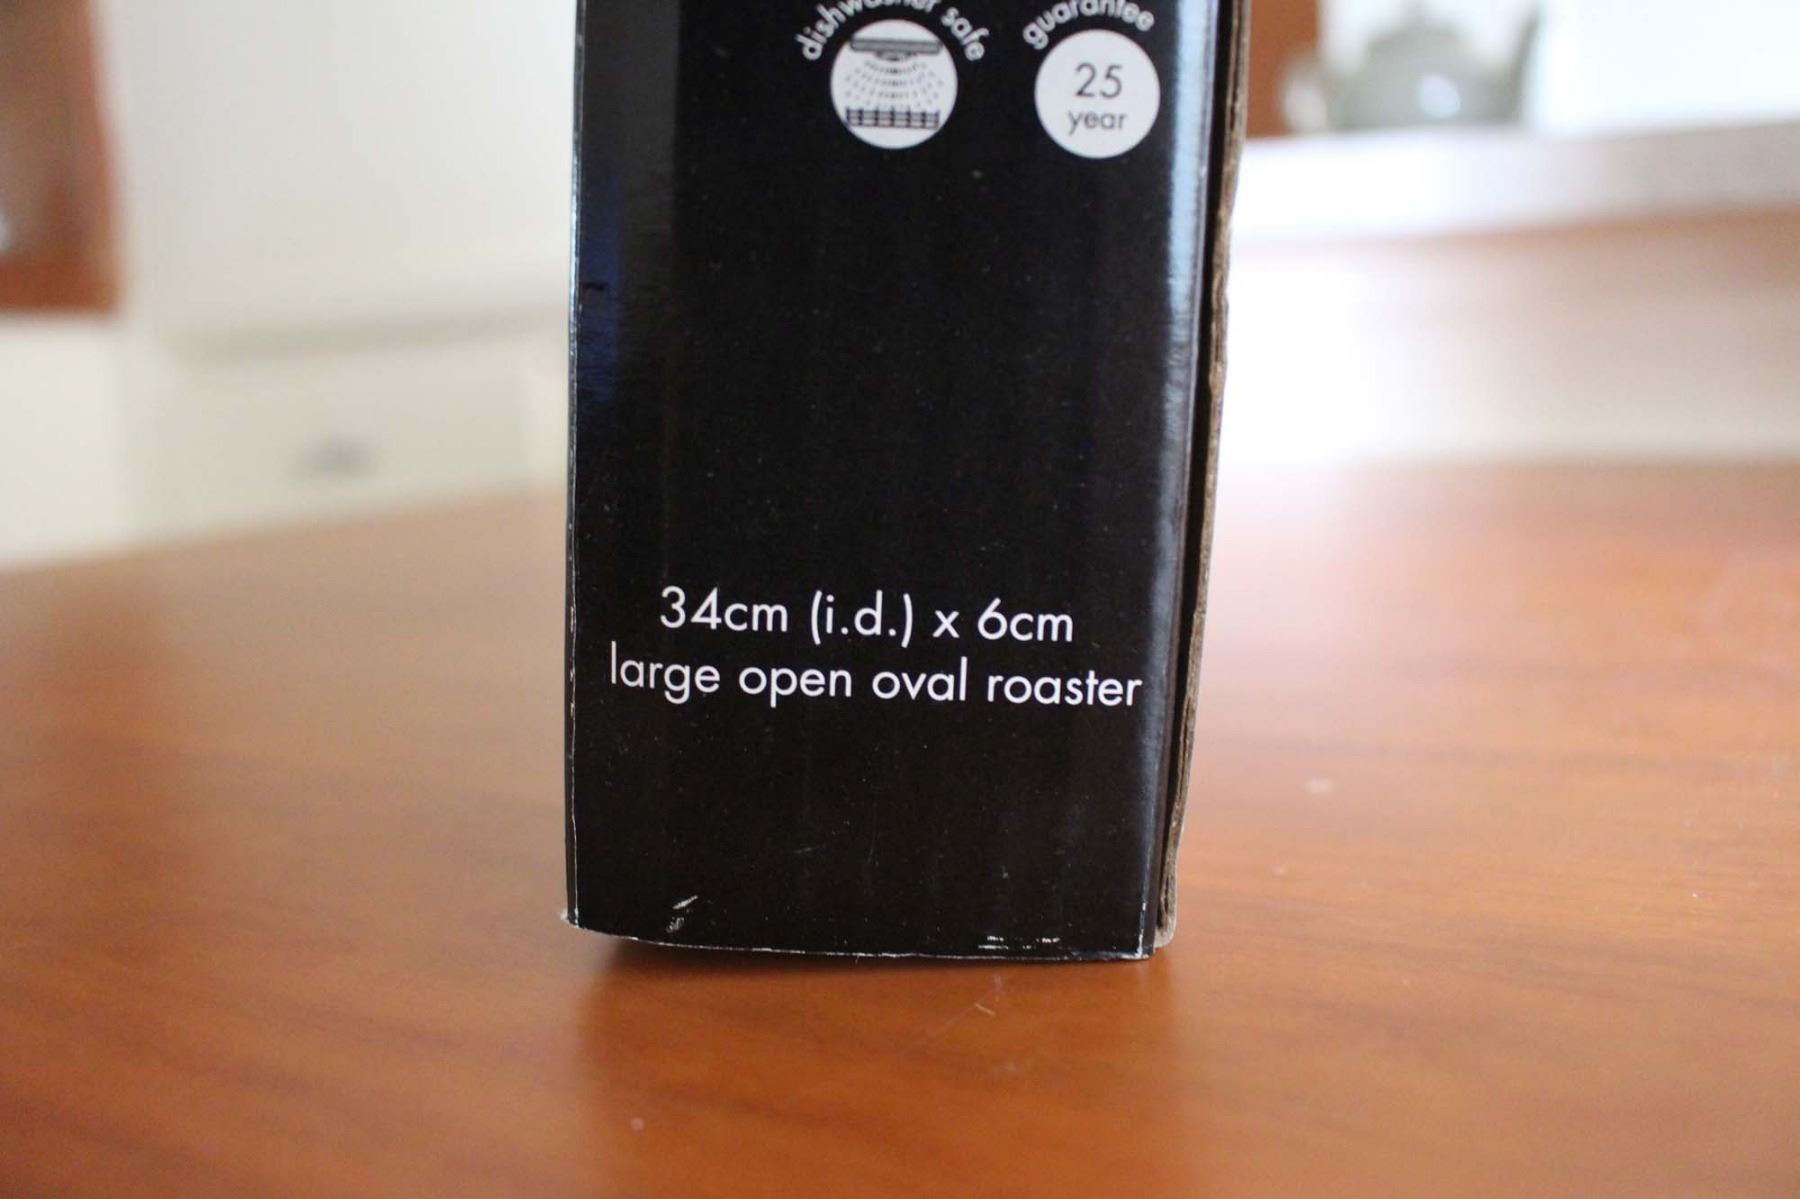 dishwasher safe
guarantee
25
year
34cm (i.d.) x 6cm
large open oval roaster